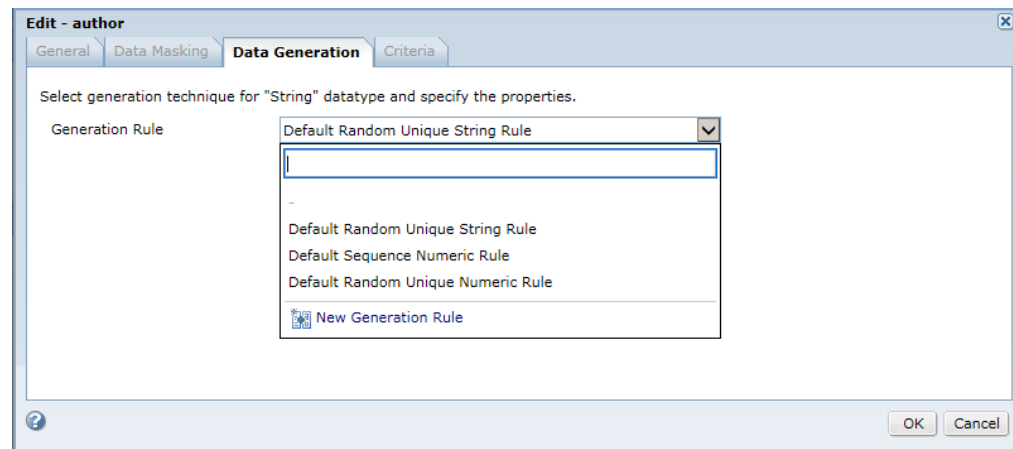 Edit - author
General Data Masking Data Generation Criteria
Select generation technique for "String" datatype and specify the properties.
Generation Rule Default Random Unique String Rule
-
Default Random Unique String Rule
Default Sequence Numeric Rule
Default Random Unique Numeric Rule
New Generation Rule
OK Cancel